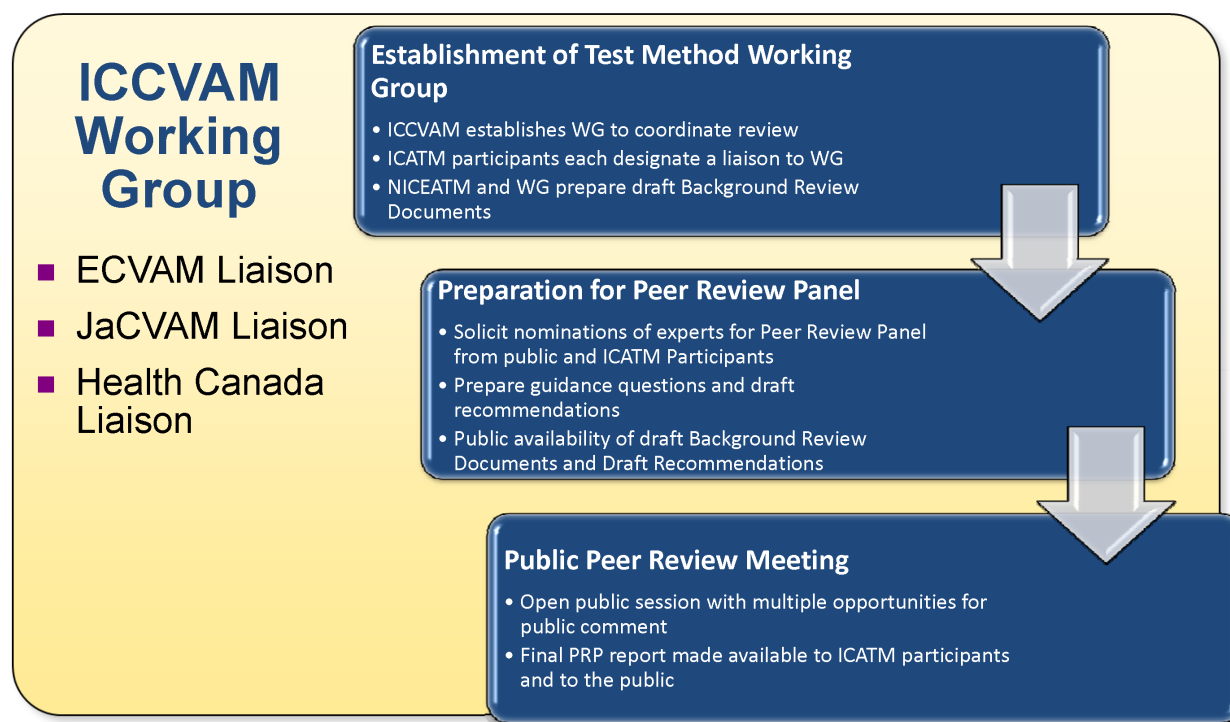 ICCVAM
Working
Group
■ ECVAM Liaison
■ JaCVAM Liaison
■ Health Canada
Liaison
Establishment of Test Method Working
Group
• ICCVAM establishes WG to coordinate review
• ICATM participants each designate a liaison to WG
• NICEATM and WG prepare draft Background Review
Documents
Preparation for Peer Review Panel
• Solicit nominations of experts for Peer Review Panel
from public and ICATM Participants
• Prepare guidance questions and draft
recommendations
• Public availability of draft Background Review
Documents and Draft Recommendations
Public Peer Review Meeting
• Open public session with multiple opportunities for
public comment
• Final PRP report made available to ICATM participants
and to the public